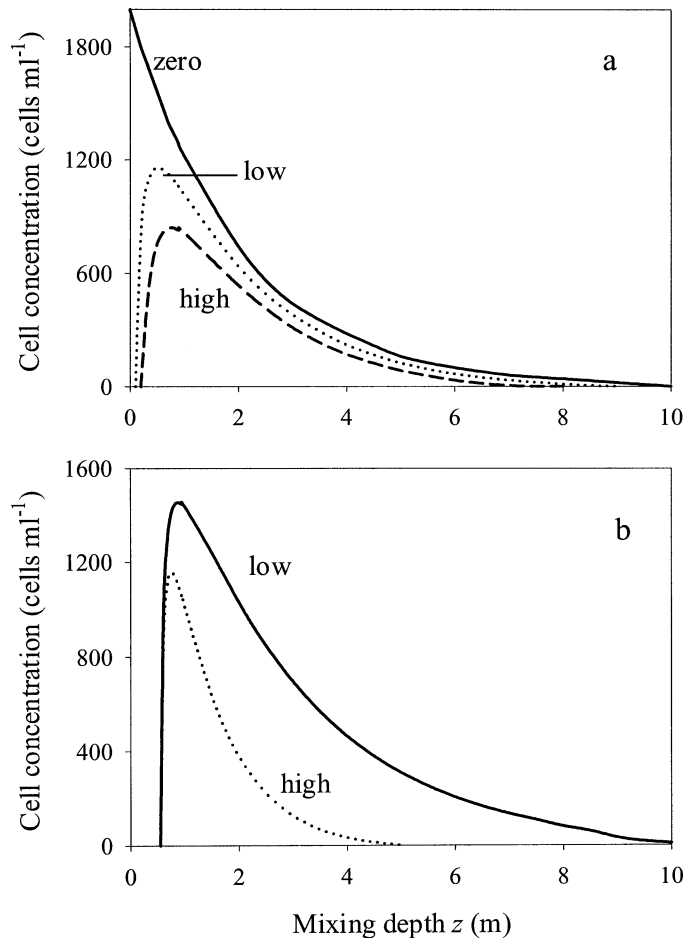 Cell concentration (cells ml⁻¹)
1800
1200
600
0
zero
low
high
a
0
2
4
6
8
10
Cell concentration (cells ml⁻¹)
1600
1200
800
400
0
low
high
b
0
2
4
6
8
10
Mixing depth z (m)